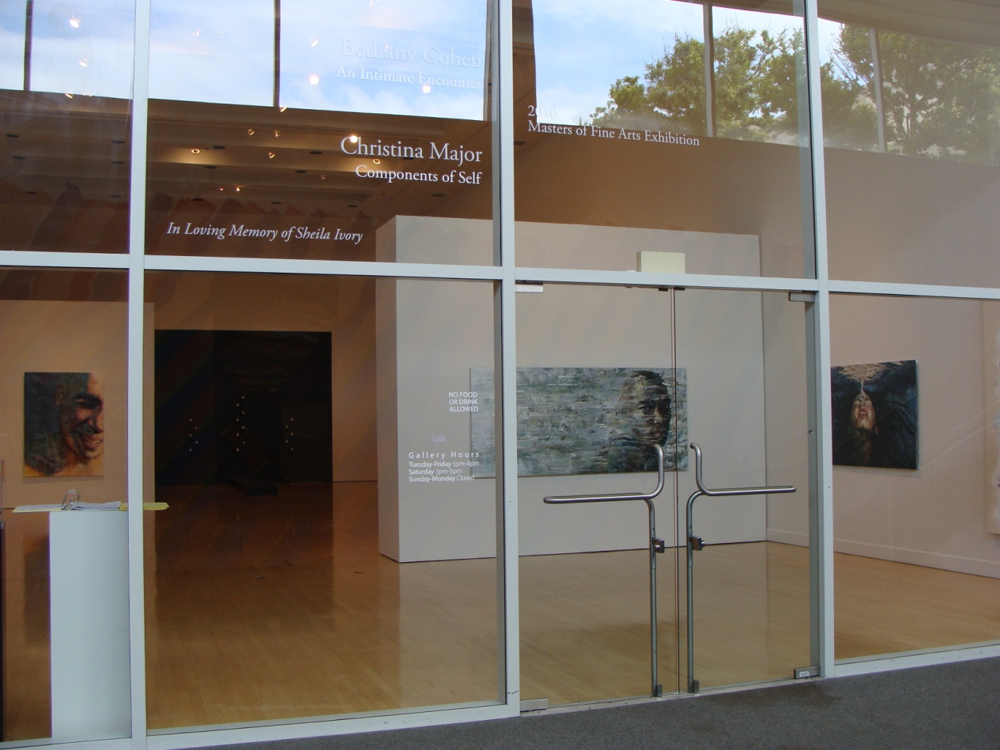 Bethany Cohen
An Intimate Encounter
2010
Masters of Fine Arts Exhibition
Christina Major
Components of Self
In Loving Memory of Sheila Ivory
NO FOOD
OR DRINK
ALLOWED
Gallery Hours
Tuesday-Friday 1pm-4pm
Saturday 1pm-5pm
Sunday-Monday Closed